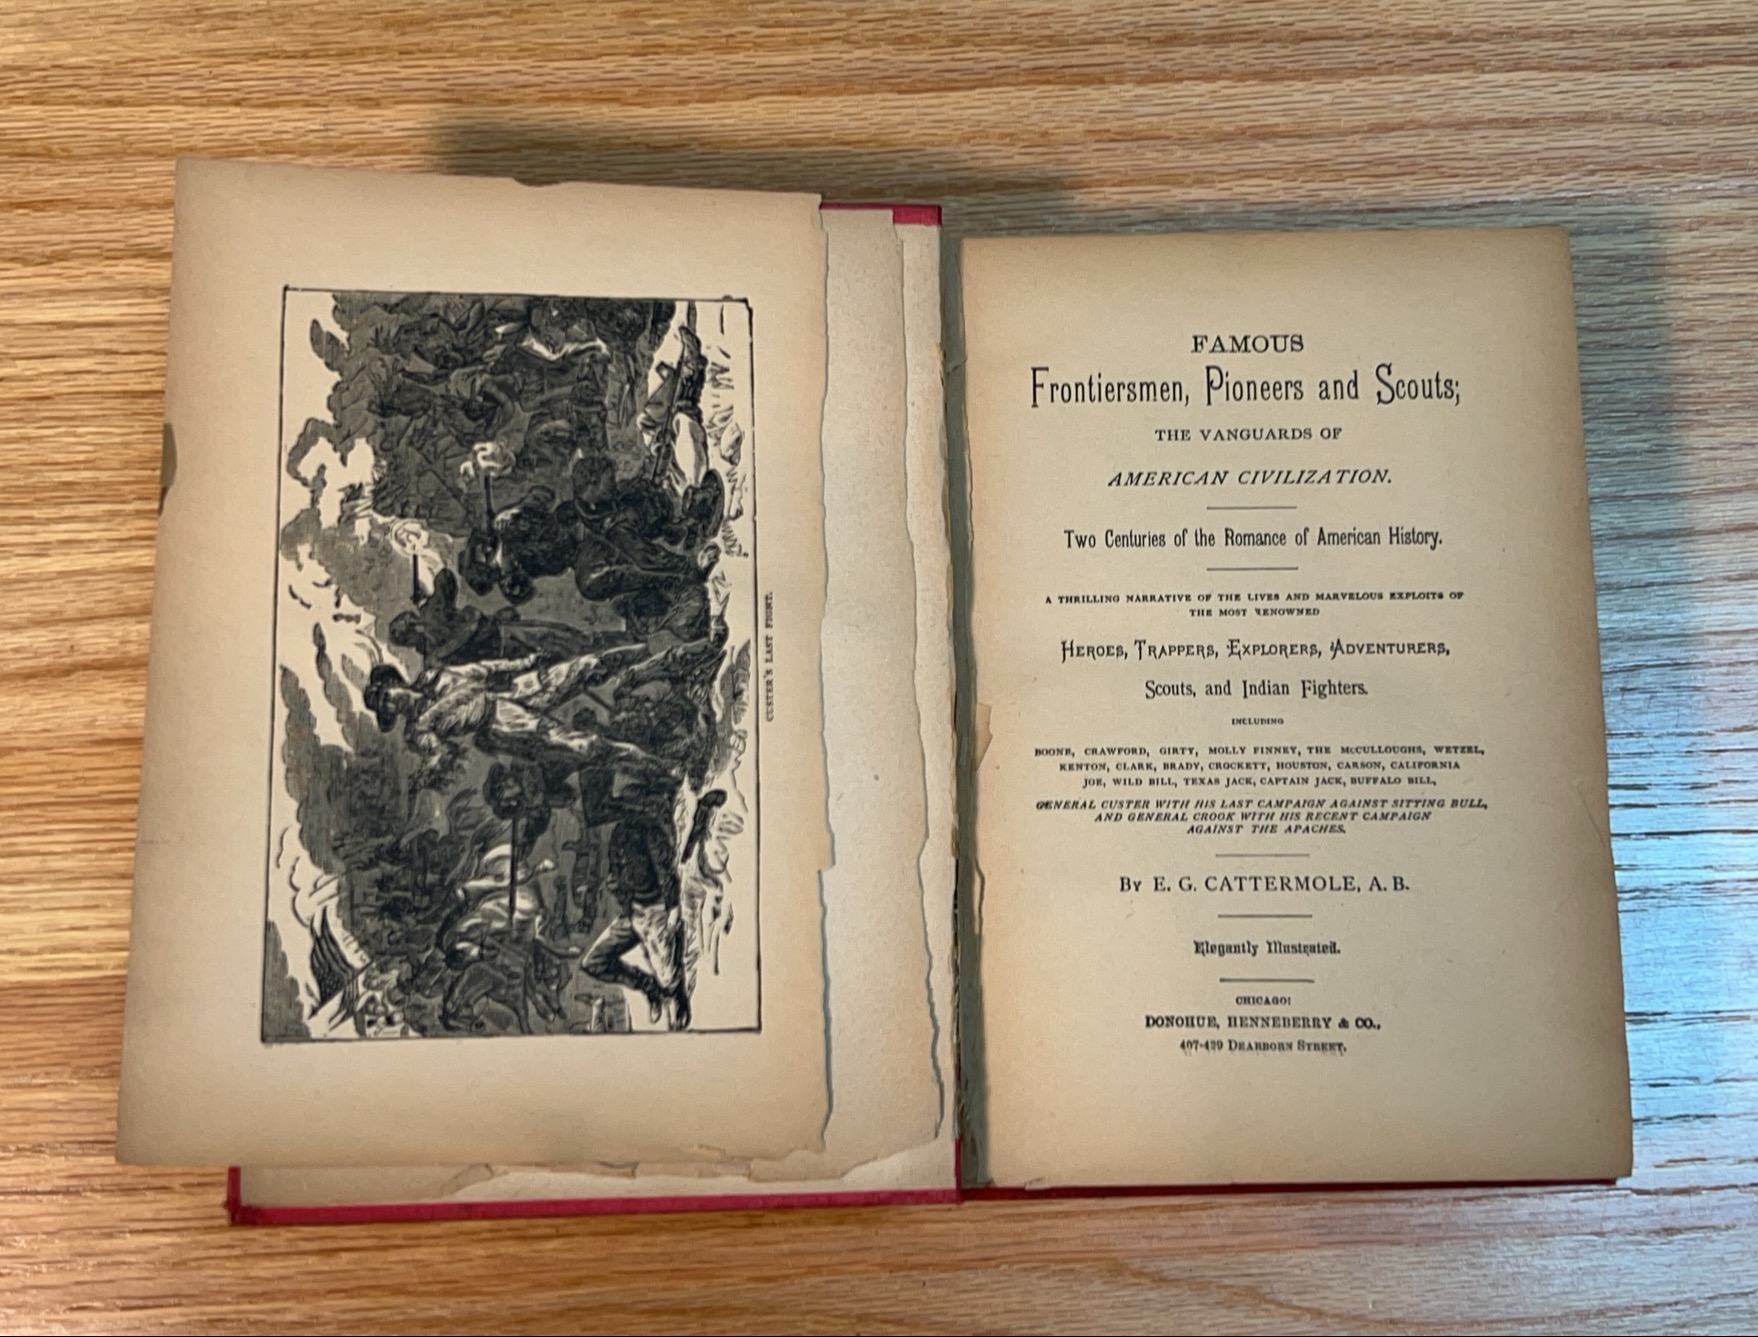 CUSTER'S LAST FIGHT.
FAMOUS
Frontiersmen, Pioneers and Scouts;
THE VANGUARDS OF
AMERICAN CIVILIZATION.
Two Centuries of the Romance of American History.
A THRILLING NARRATIVE OF THE LIVES AND MARVELOUS EXPLOITS OF
THE MOST RENOWNED
HEROES, TRAPPERS, EXPLORERS, ADVENTURERS,
Scouts, and Indian Fighters.
INCLUDING
BOONE, CRAWFORD, GIRTY, MOLLY FINNEY, THE McCULLOUGHS, WETZEL,
KENTON, CLARK, BRADY, CROCKETT, HOUSTON, CARSON, CALIFORNIA
JOE, WILD BILL, TEXAS JACK, CAPTAIN JACK, BUFFALO BILL,
GENERAL CUSTER WITH HIS LAST CAMPAIGN AGAINST SITTING BULL,
AND GENERAL CROOK WITH HIS RECENT CAMPAIGN
AGAINST THE APACHES.
BY E. G. CATTERMOLE, A. B.
Elegantly Illustrated.
CHICAGO:
DONOHUE, HENNEBERRY & CO.,
407-429 DEARBORN STREET.